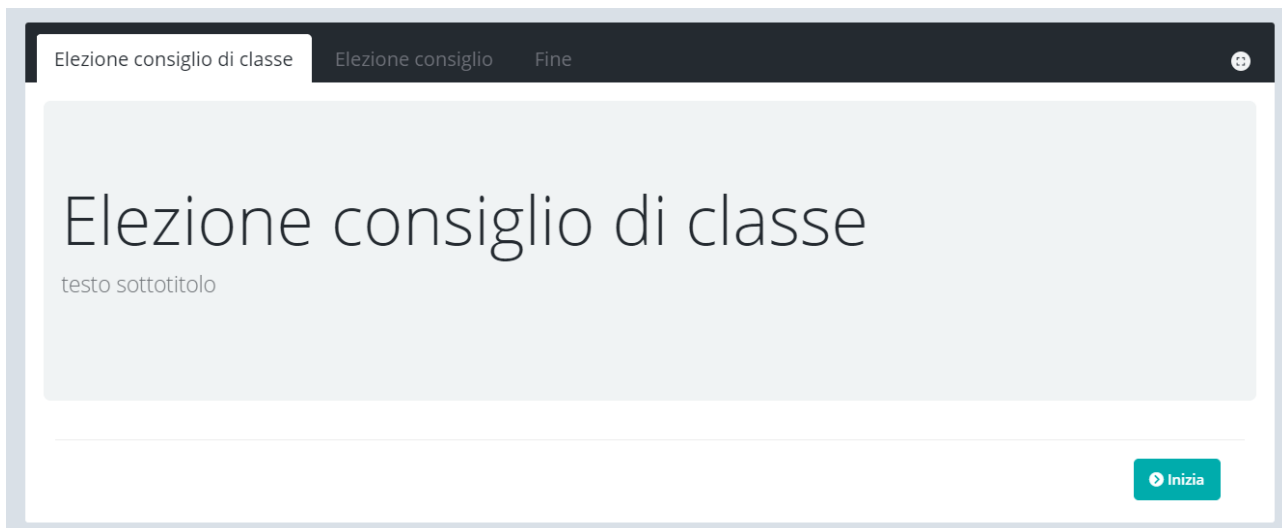 Elezione consiglio di classe
Elezione consiglio
Fine
Elezione consiglio di classe
testo sottotitolo
Inizia